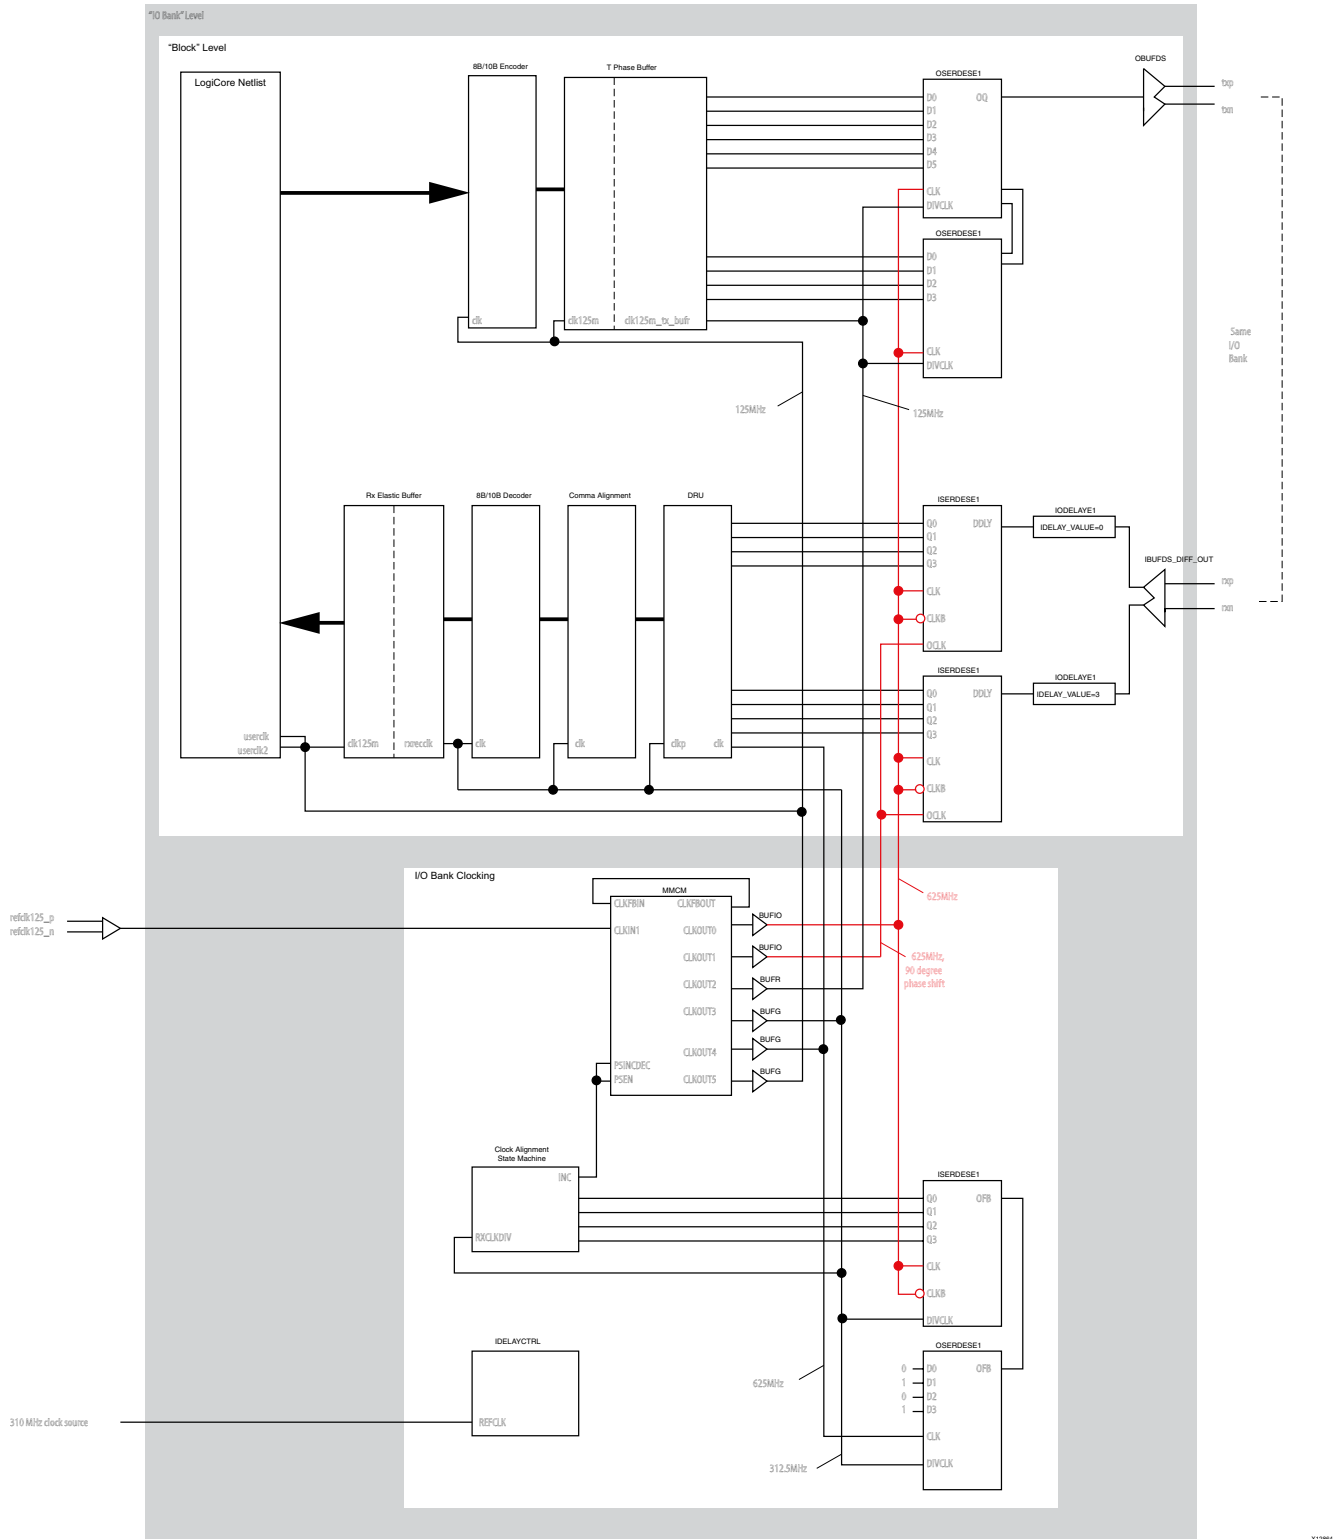 "IO Bank" Level
"Block" Level
LogiCore Netlist
8B/10B Encoder
T Phase Buffer
OSERDESE1
OBUFDS
D0
OQ
D1
D2
D3
D4
D5
CLK
DIVCLK
txp
txn
OSERDESE1
D0
D1
D2
D3
CLK
DIVCLK
clk
clk125m
clk125m_tx_bufr
Same
I/O
Bank
125MHz
125MHz
Rx Elastic Buffer
8B/10B Decoder
Comma Alignment
DRU
ISERDESE1
Q0
DDLY
Q1
Q2
Q3
CLK
CLKB
OCLK
IODELAYE1
IDELAY_VALUE=0
IBUFDS_DIFF_OUT
rxp
rxn
ISERDESE1
Q0
DDLY
Q1
Q2
Q3
CLK
CLKB
OCLK
IODELAYE1
IDELAY_VALUE=3
userclk
userclk2
clk125m
rxrecclk
clk
clk
clkp
clk
I/O Bank Clocking
MMCM
CLKFBIN
CLKFBOUT
CLKIN1
CLKOUT0
CLKOUT1
CLKOUT2
CLKOUT3
CLKOUT4
CLKOUT5
PSINCDEC
PSEN
BUFIO
BUFIO
BUFR
BUFG
BUFG
BUFG
refclk125_p
refclk125_n
625MHz
625MHz,
90 degree
phase shift
Clock Alignment
State Machine
INC
RXCLKDIV
ISERDESE1
Q0
OFB
Q1
Q2
Q3
CLK
CLKB
DIVCLK
IDELAYCTRL
REFCLK
310 MHz clock source
OSERDESE1
0 D0
OFB
1 D1
0 D2
1 D3
CLK
DIVCLK
625MHz
312.5MHz